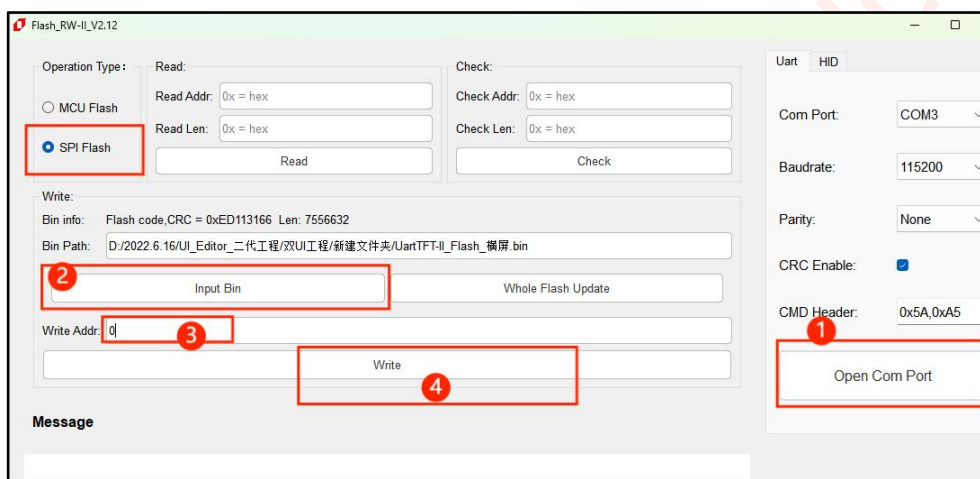 Flash_RW-II_V2.12
Operation Type：
MCU Flash
SPI Flash
Read:
Read Addr: 0x = hex
Read Len: 0x = hex
Read
Check:
Check Addr: 0x = hex
Check Len: 0x = hex
Check
Write:
Bin info: Flash code,CRC = 0xED113166 Len: 7556632
Bin Path: D:/2022.6.16/UI_Editor_二代工程/双UI工程/新建文件夹/UartTFT-II_Flash_横屏.bin
2
Input Bin
Whole Flash Update
Write Addr: 0
3
Write
4
Message
Uart HID
Com Port: COM3
Baudrate: 115200
Parity: None
CRC Enable:
CMD Header: 0x5A,0xA5
1
Open Com Port